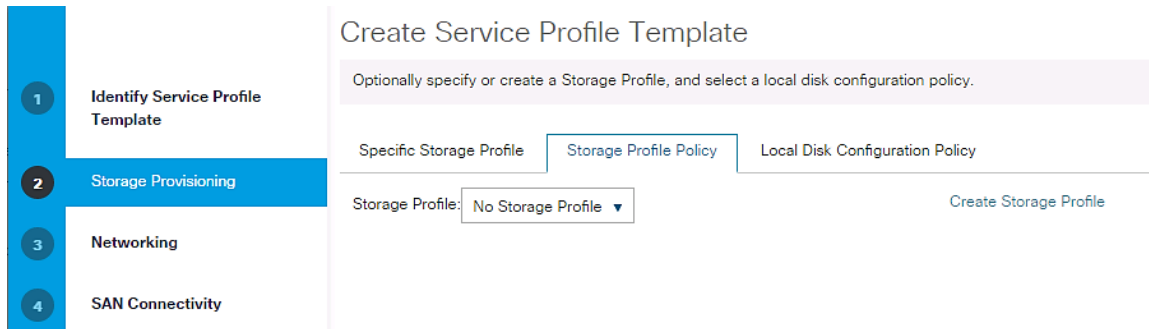 Create Service Profile Template
Optionally specify or create a Storage Profile, and select a local disk configuration policy.
1
Identify Service Profile
Template
2
Storage Provisioning
3
Networking
4
SAN Connectivity
Specific Storage Profile
Storage Profile Policy
Local Disk Configuration Policy
Storage Profile: No Storage Profile
Create Storage Profile